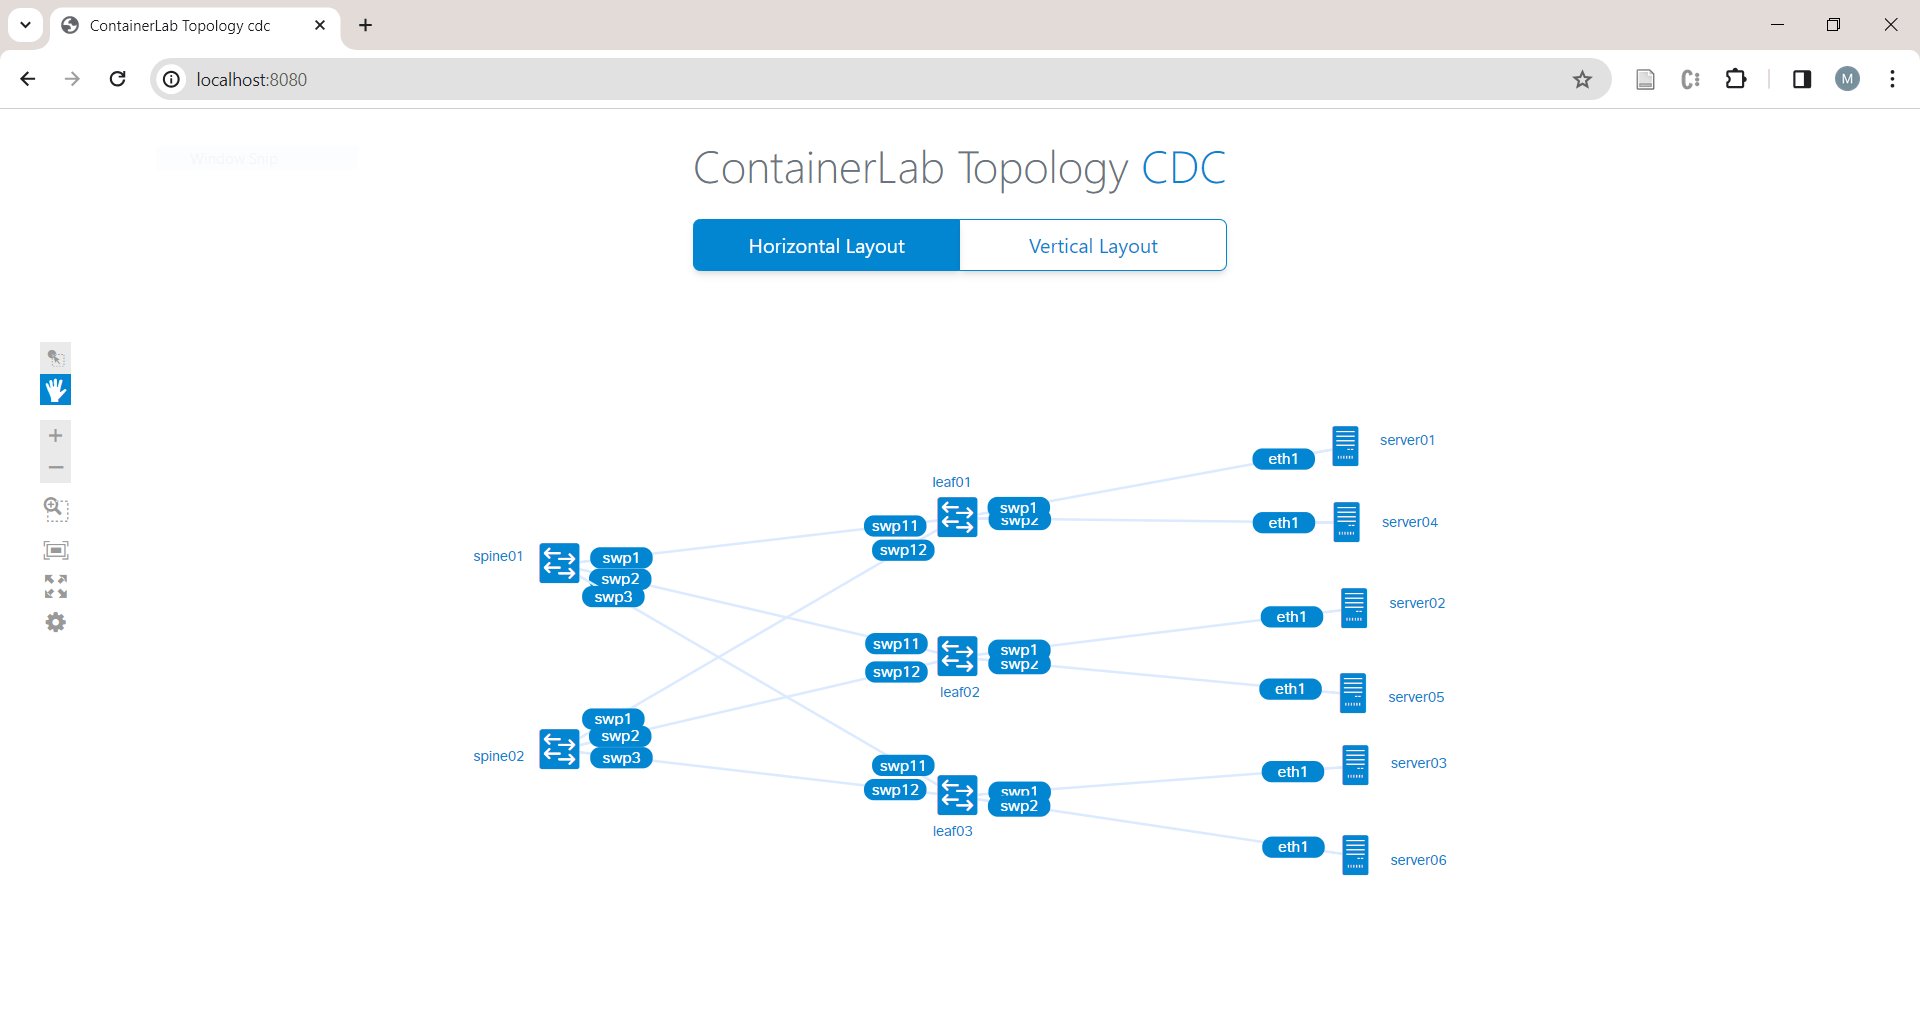 ContainerLab Topology cdc
localhost:8080
M
Window Snip
ContainerLab Topology CDC
Horizontal Layout
Vertical Layout
server01
eth1
leaf01
swp1
swp2
server04
eth1
swp11
swp12
spine01
swp1
swp2
swp3
server02
eth1
swp11
swp12
swp1
swp2
leaf02
server05
eth1
swp1
swp2
swp3
spine02
server03
eth1
swp11
swp12
swp1
swp2
leaf03
eth1
server06